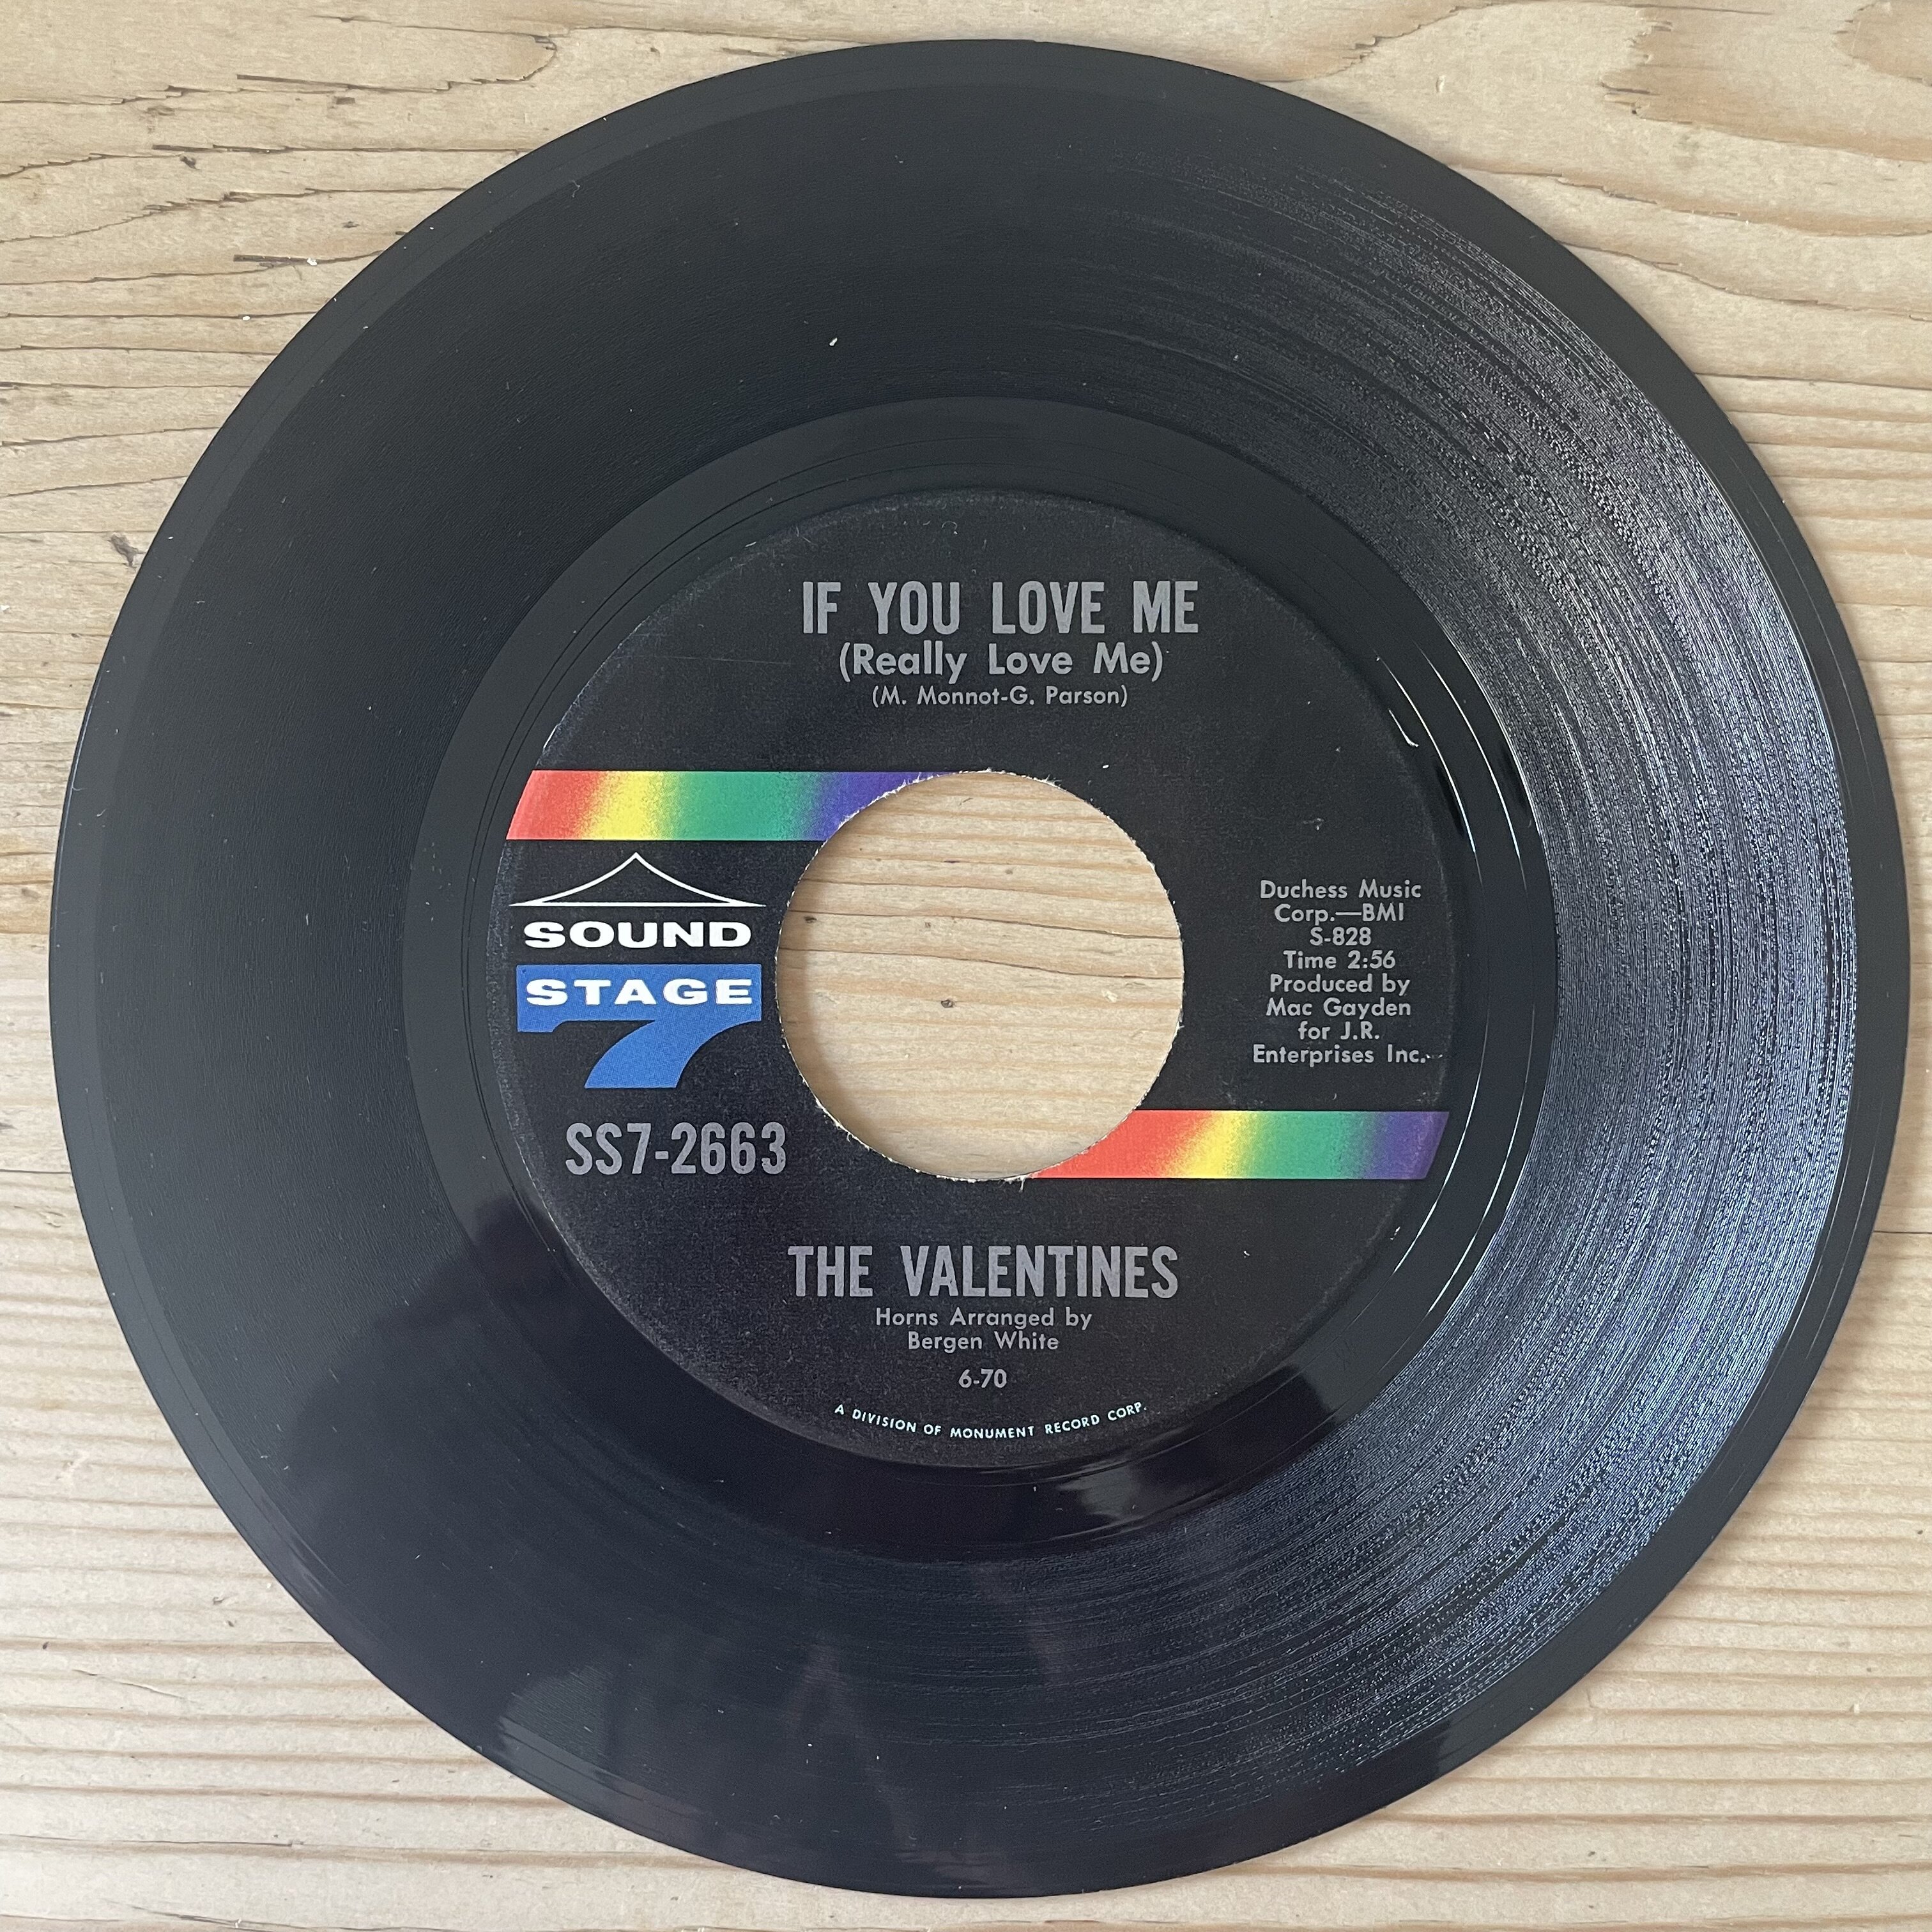 IF YOU LOVE ME
(Really Love Me)
(M. Monnot-G. Parson)
SOUND
STAGE
7
SS7-2663
Duchess Music
Corp.—BMI
S-828
Time 2:56
Produced by
Mac Gayden
for J.R.
Enterprises Inc.
THE VALENTINES
Horns Arranged by
Bergen White
6-70
A DIVISION OF MONUMENT RECORD CORP.